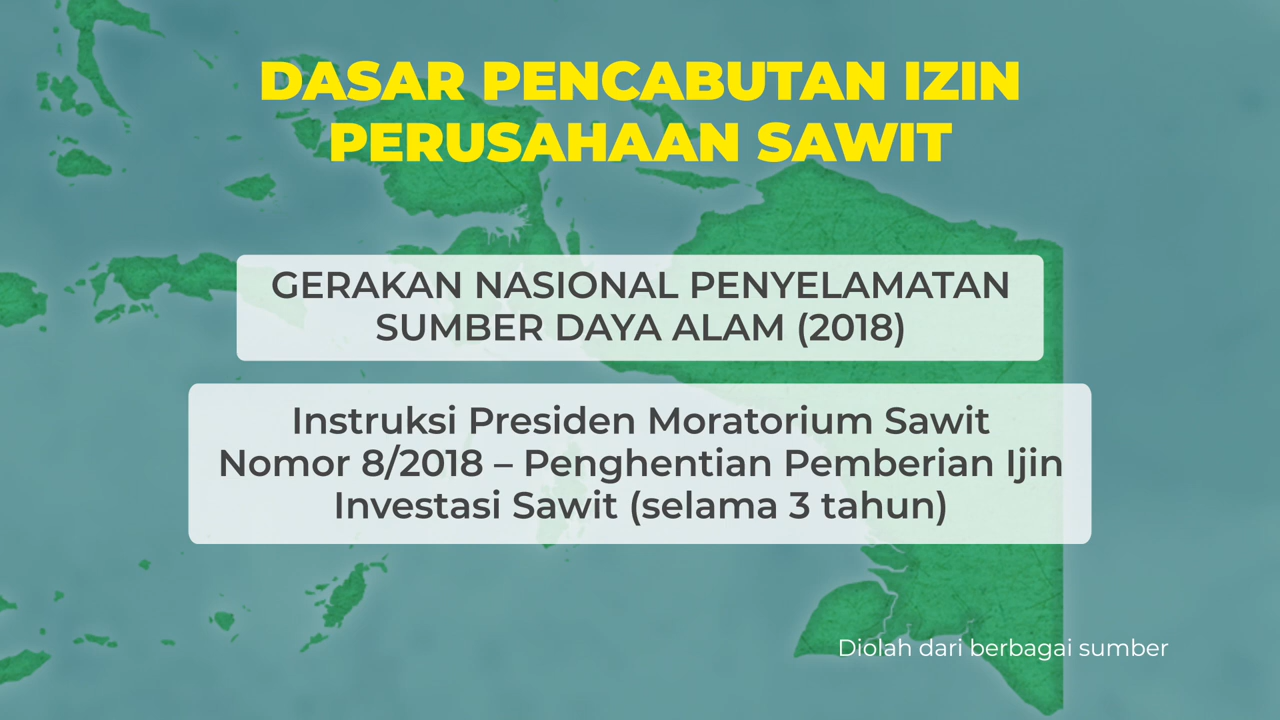 DASAR PENCABUTAN IZIN
PERUSAHAAN SAWIT
GERAKAN NASIONAL PENYELAMATAN
SUMBER DAYA ALAM (2018)
Instruksi Presiden Moratorium Sawit
Nomor 8/2018 – Penghentian Pemberian Ijin
Investasi Sawit (selama 3 tahun)
Diolah dari berbagai sumber